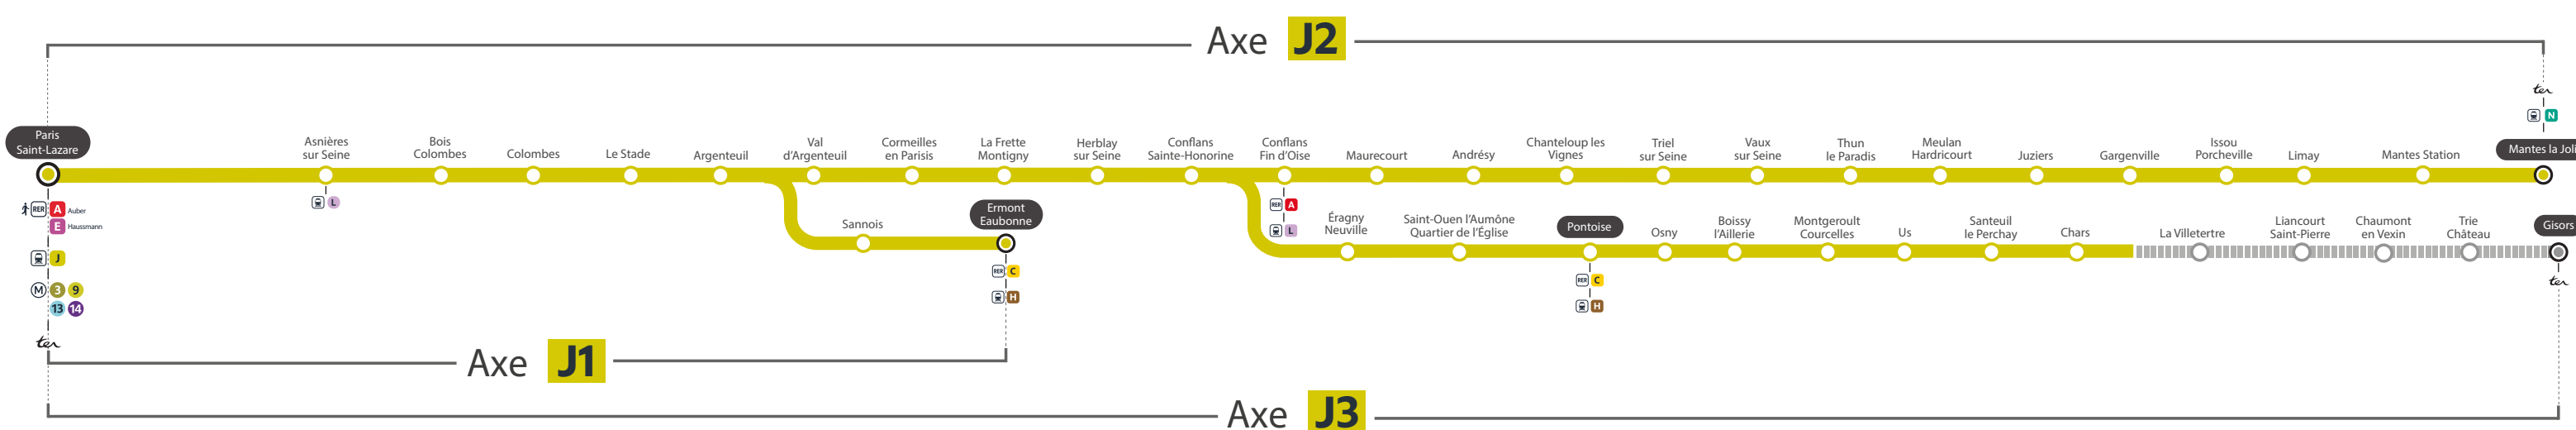 Axe J2
ter
N
Paris
Saint-Lazare
Asnières
sur Seine
Bois
Colombes
Colombes
Le Stade
Argenteuil
Val
d'Argenteuil
Cormeilles
en Parisis
La Frette
Montigny
Herblay
sur Seine
Conflans
Sainte-Honorine
Conflans
Fin d'Oise
Maurecourt
Andrésy
Chanteloup les
Vignes
Triel
sur Seine
Vaux
sur Seine
Thun
le Paradis
Meulan
Hardricourt
Juziers
Gargenville
Issou
Porcheville
Limay
Mantes Station
Mantes la Joli
RER A Auber
E Haussmann
J
M 3 9
13 14
ter
L
Sannois
Ermont
Eaubonne
RER C
H
RER A
L
Éragny
Neuville
Saint-Ouen l'Aumône
Quartier de l'Église
Pontoise
RER C
H
Osny
Boissy
l'Aillerie
Montgeroult
Courcelles
Us
Santeuil
le Perchay
Chars
La Villetertre
Liancourt
Saint-Pierre
Chaumont
en Vexin
Trie
Château
Gisors
ter
Axe J1
Axe J3